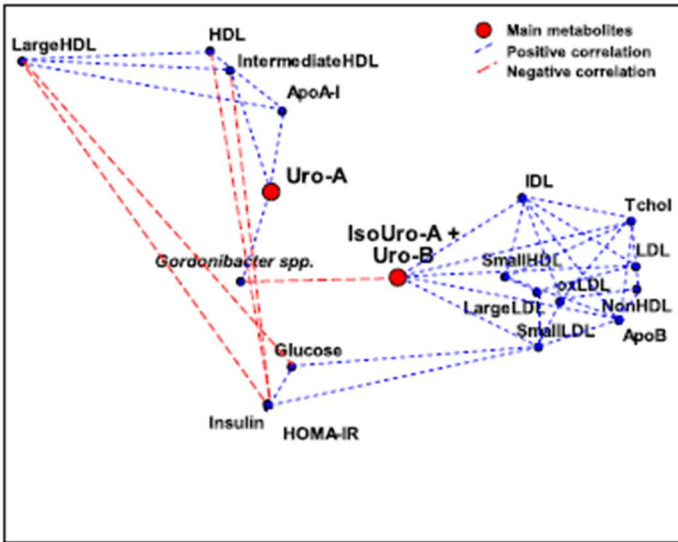 HDL
Main metabolites
LargeHDL
Positive correlation
IntermediateHDL
Negative correlation
ApoA-I
Uro-A
IDL
Tchol
IsoUro-A +
Uro-B
LDL
Gordonibacter spp.
SmallHDL
oxLDL
LargeLDL
NonHDL
SmallLDL
ApoB
Glucose
Insulin
HOMA-IR